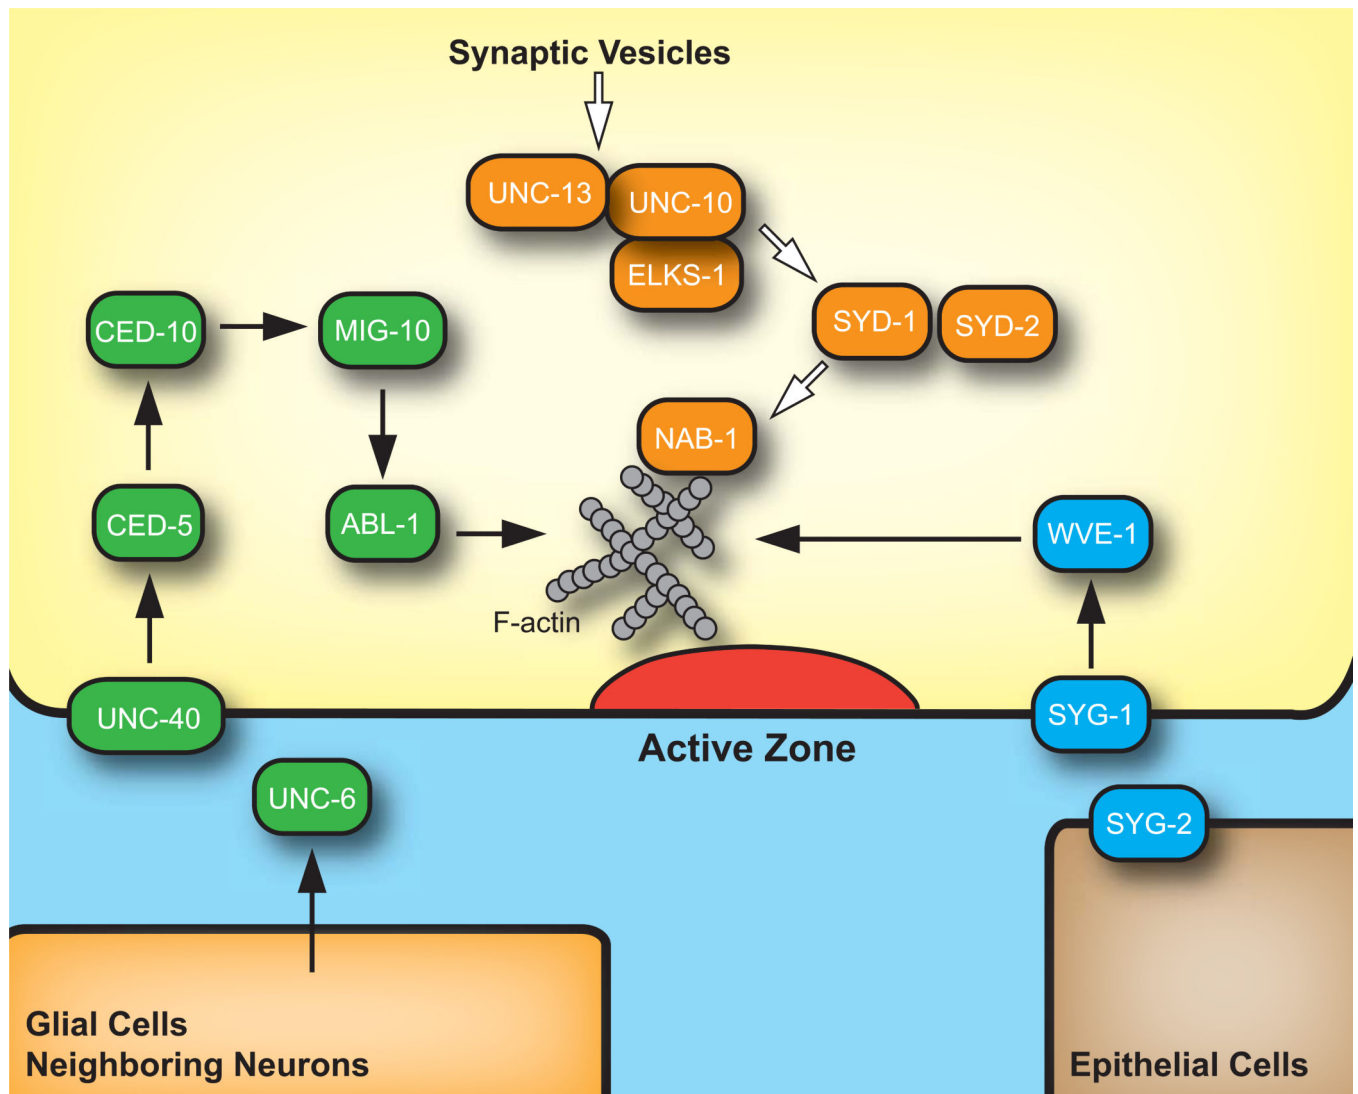 Synaptic Vesicles
UNC-13
UNC-10
ELKS-1
SYD-1
SYD-2
CED-10
MIG-10
NAB-1
CED-5
ABL-1
WVE-1
F-actin
UNC-40
SYG-1
Active Zone
UNC-6
SYG-2
Glial Cells
Neighboring Neurons
Epithelial Cells